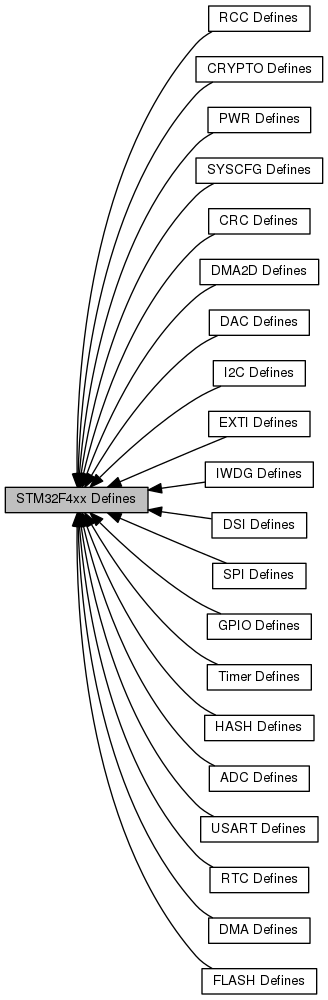 RCC Defines
CRYPTO Defines
PWR Defines
SYSCFG Defines
CRC Defines
DMA2D Defines
DAC Defines
I2C Defines
EXTI Defines
IWDG Defines
STM32F4xx Defines
DSI Defines
SPI Defines
GPIO Defines
Timer Defines
HASH Defines
ADC Defines
USART Defines
RTC Defines
DMA Defines
FLASH Defines